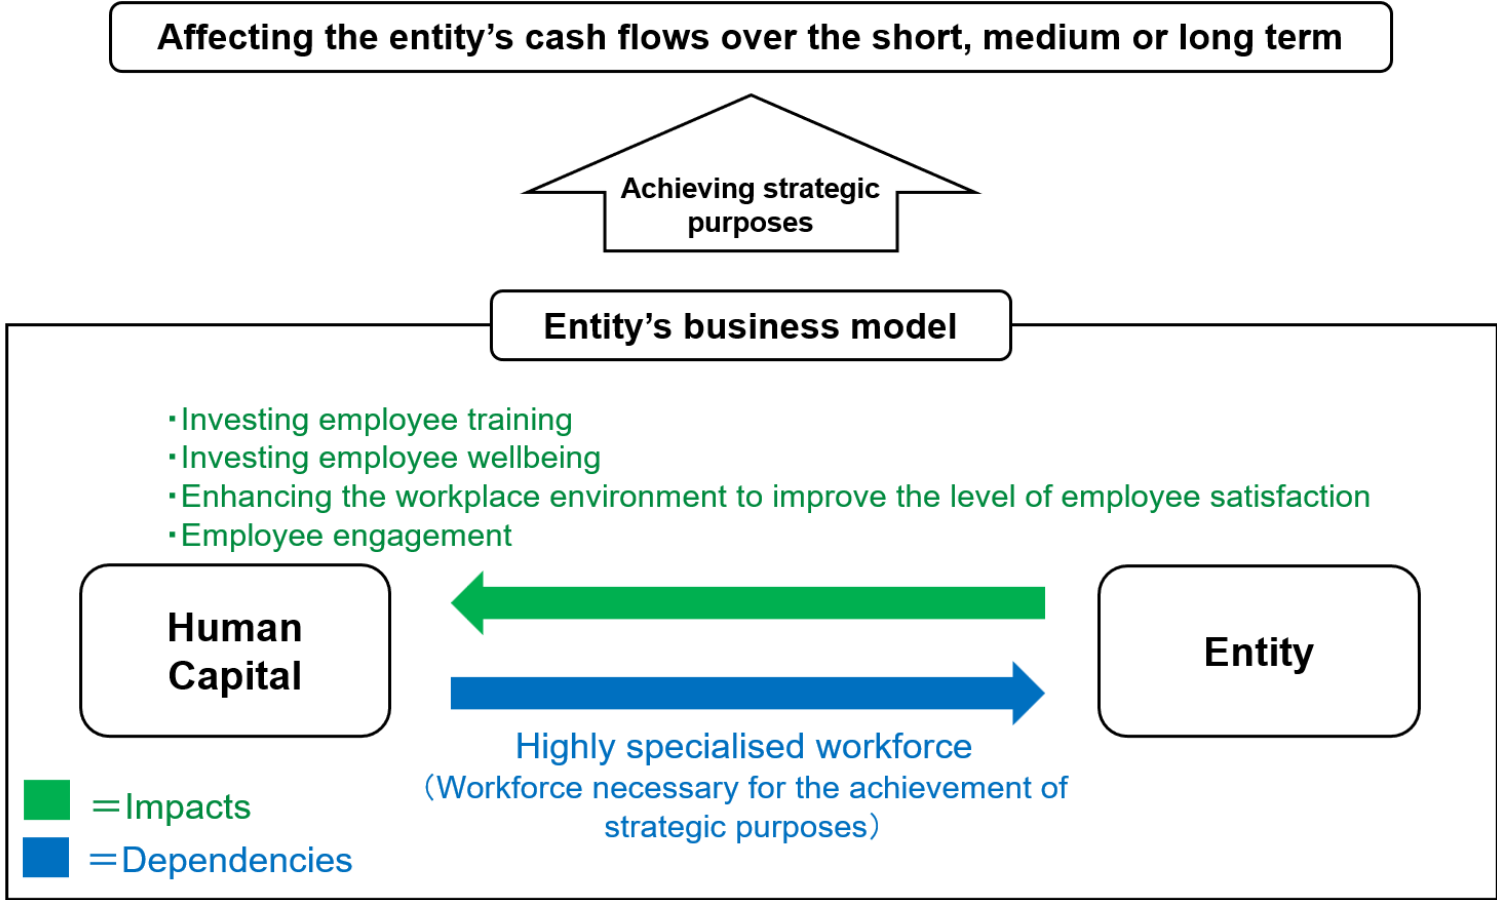 Affecting the entity’s cash flows over the short, medium or long term
Achieving strategic
purposes
Entity’s business model
・Investing employee training
・Investing employee wellbeing
・Enhancing the workplace environment to improve the level of employee satisfaction
・Employee engagement
Human
Capital
Entity
Highly specialised workforce
（Workforce necessary for the achievement of
strategic purposes）
＝Impacts
＝Dependencies